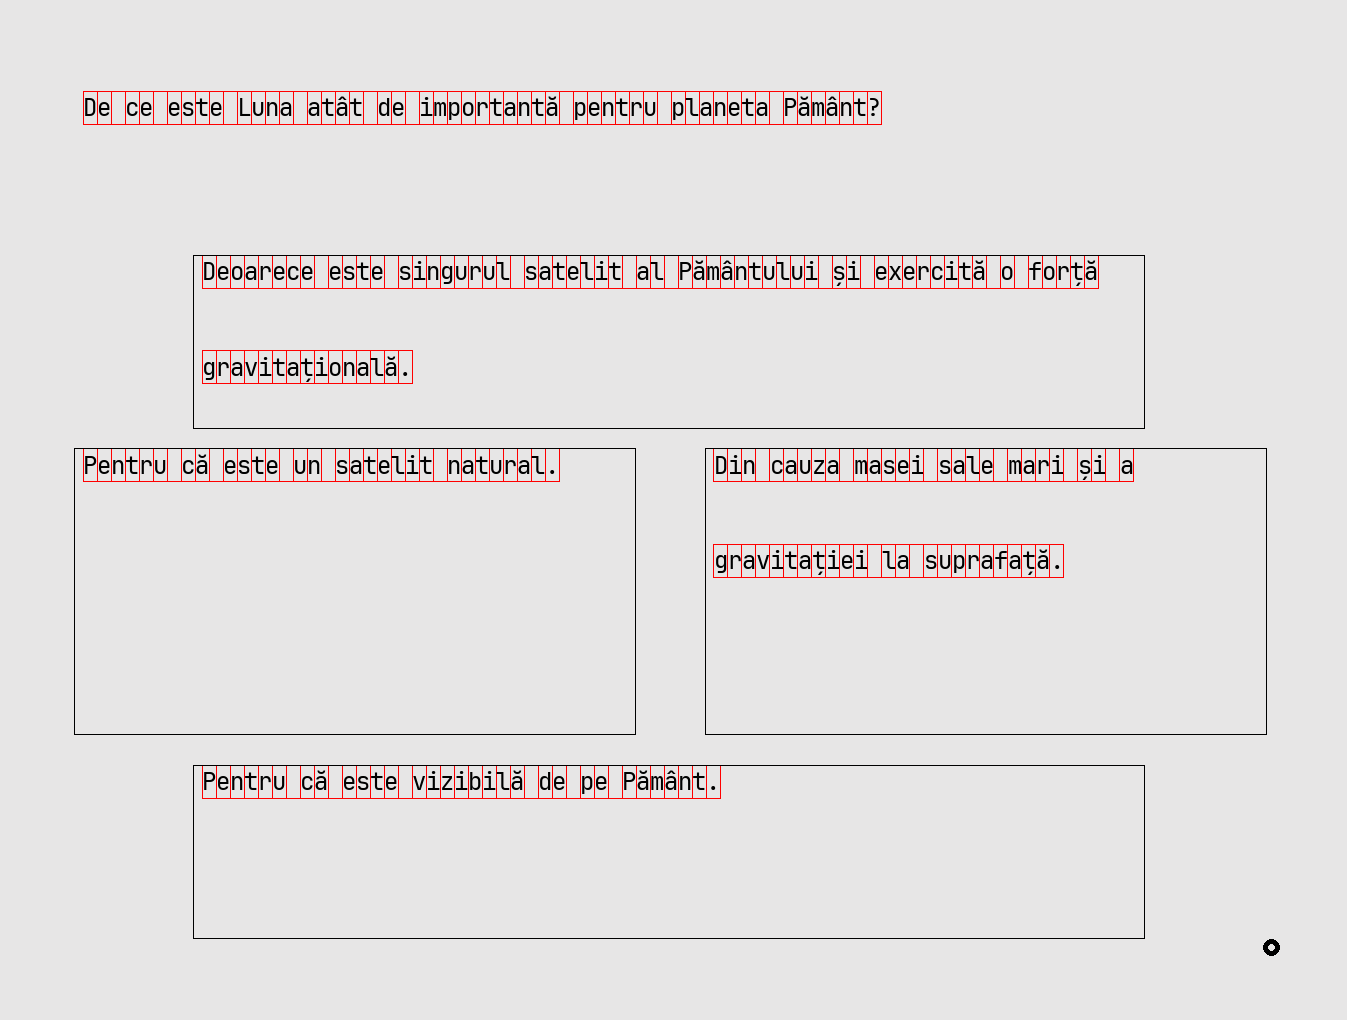 De ce este Luna atât de importantă pentru planeta Pământ?
Deoarece este singurul satelit al Pământului și exercită o forță
gravitațională.
Pentru că este un satelit natural.
Din cauza masei sale mari și a
gravitației la suprafață.
Pentru că este vizibilă de pe Pământ.